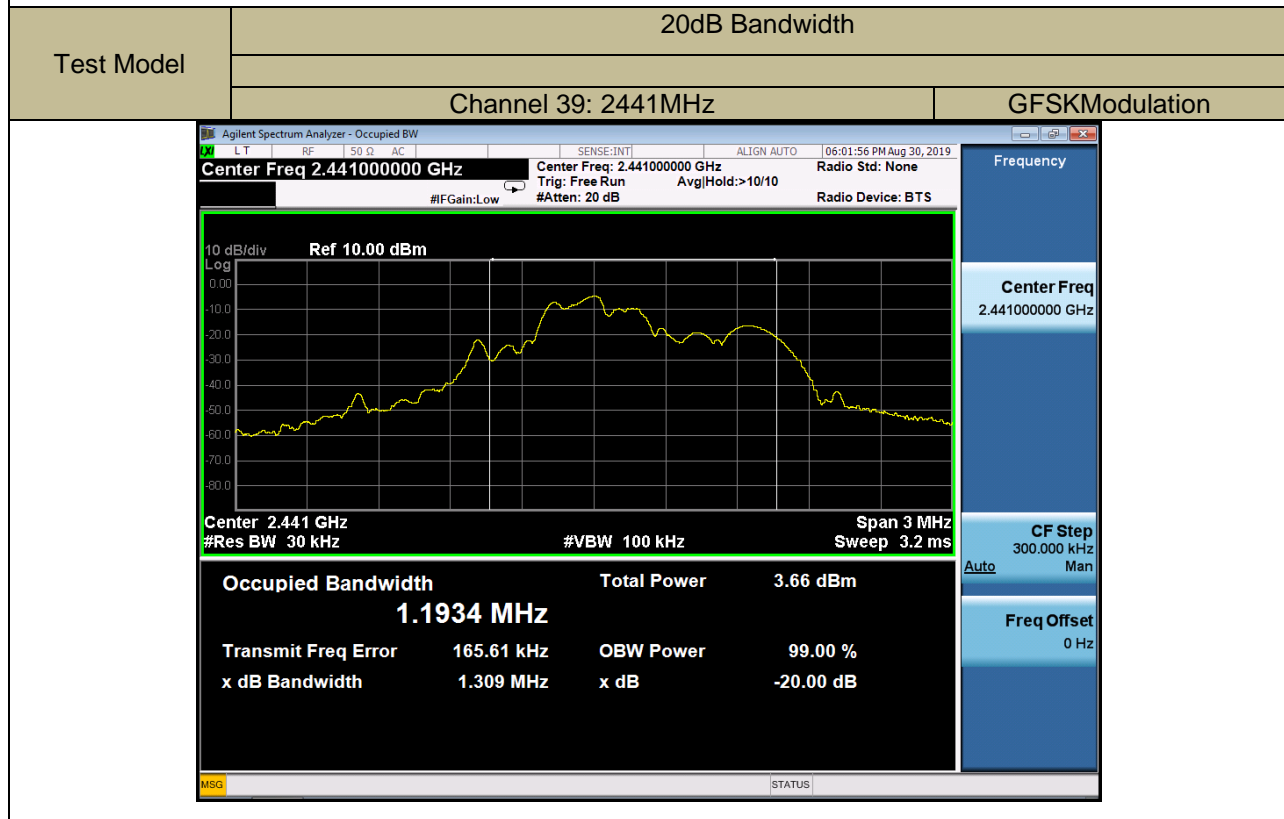 20dB Bandwidth
Test Model
Channel 39: 2441MHz GFSKModulation
Agilent Spectrum Analyzer - Occupied BW
LXI L T RF 50 Ω AC SENSE:INT ALIGN AUTO 06:01:56 PM Aug 30, 2019
Center Freq 2.441000000 GHz Center Freq: 2.441000000 GHz Radio Std: None Frequency
Trig: Free Run Avg|Hold:>10/10
#IFGain:Low #Atten: 20 dB Radio Device: BTS
10 dB/div Ref 10.00 dBm
Log
0.00
-10.0
-20.0
-30.0
-40.0
-50.0
-60.0
-70.0
-80.0
Center Freq
2.441000000 GHz
Center 2.441 GHz Span 3 MHz
#Res BW 30 kHz #VBW 100 kHz Sweep 3.2 ms
CF Step
300.000 kHz
Auto Man
Freq Offset
0 Hz
Occupied Bandwidth Total Power 3.66 dBm
1.1934 MHz
Transmit Freq Error 165.61 kHz OBW Power 99.00 %
x dB Bandwidth 1.309 MHz x dB -20.00 dB
MSG STATUS